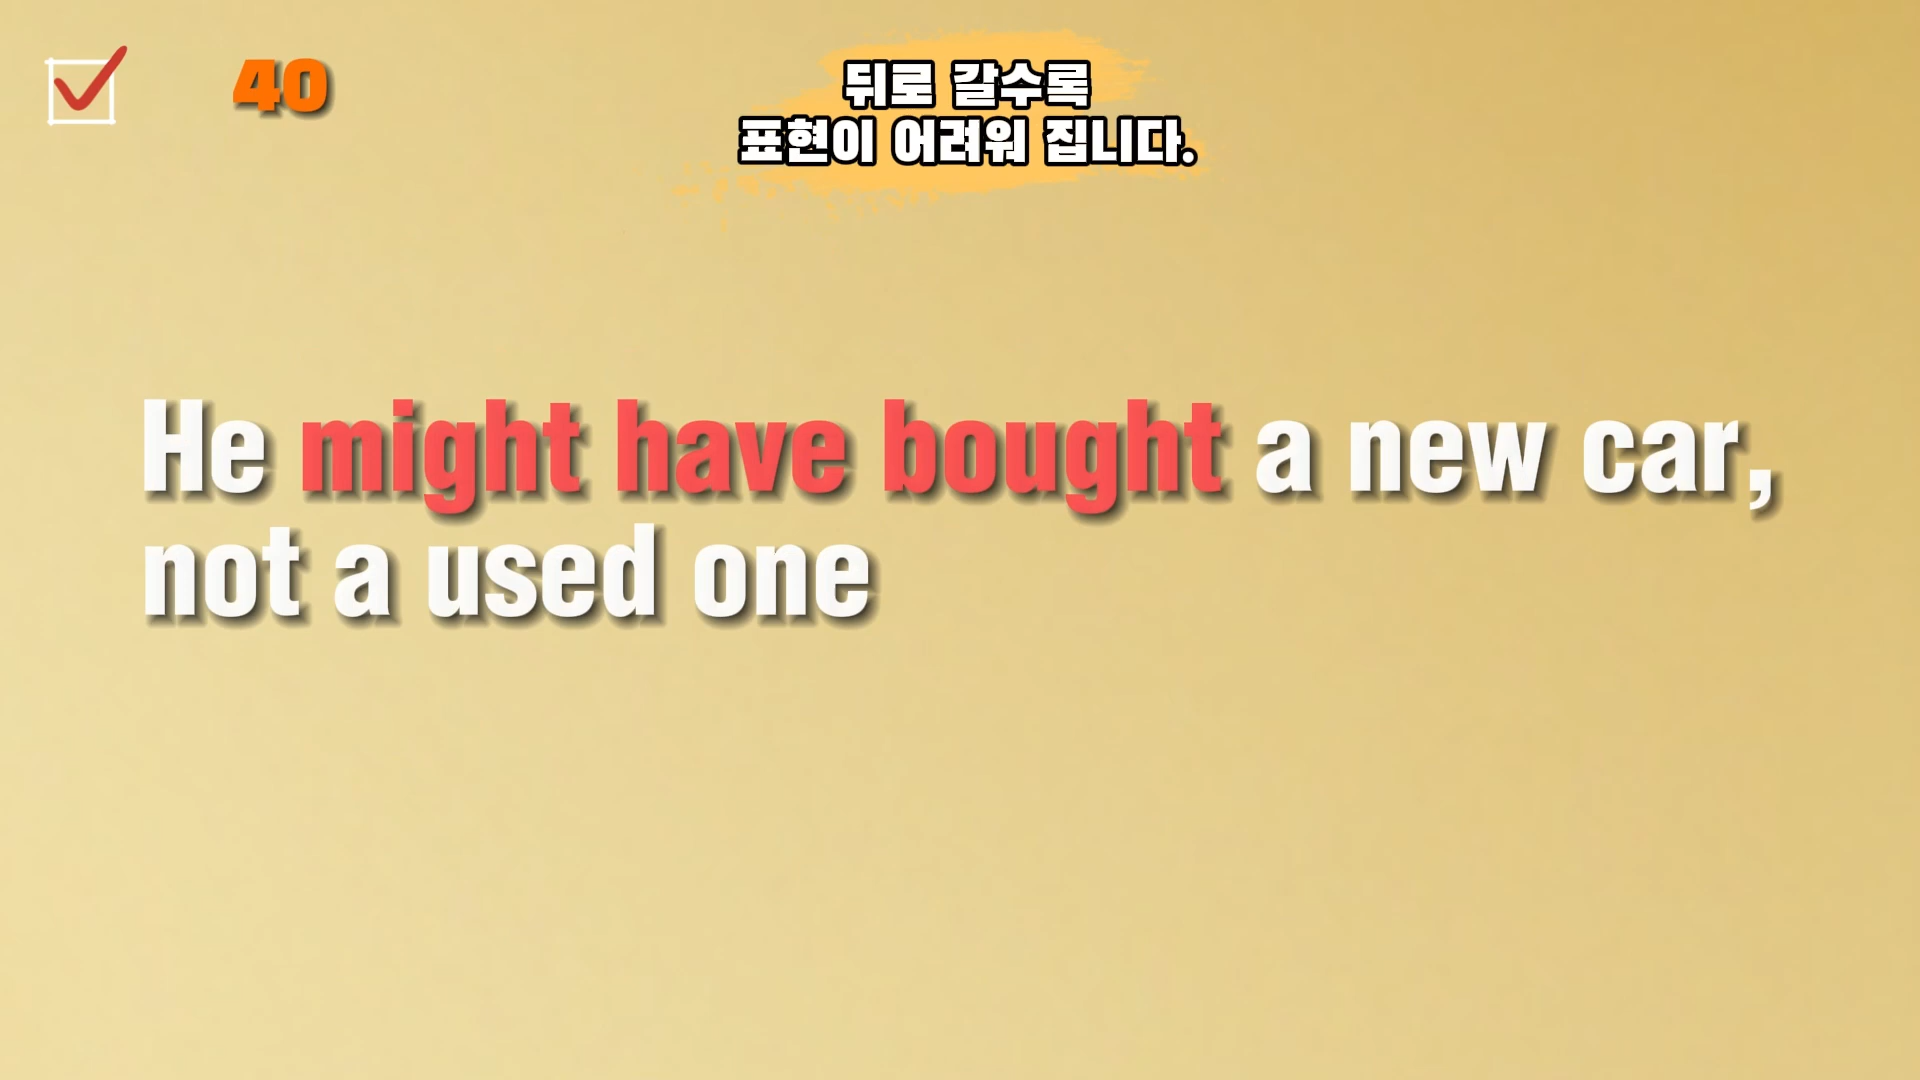 40
뒤로 갈수록
표현이 어려워 집니다.
He might have bought a new car,
not a used one